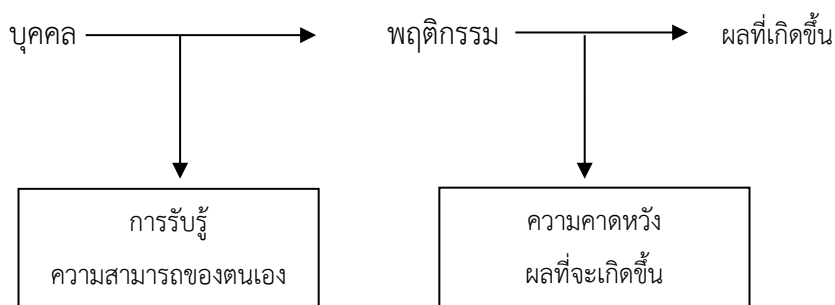 บุคคล พฤติกรรม ผลที่เกิดขึ้น
การรับรู้
ความสามารถของตนเอง
ความคาดหวัง
ผลที่จะเกิดขึ้น